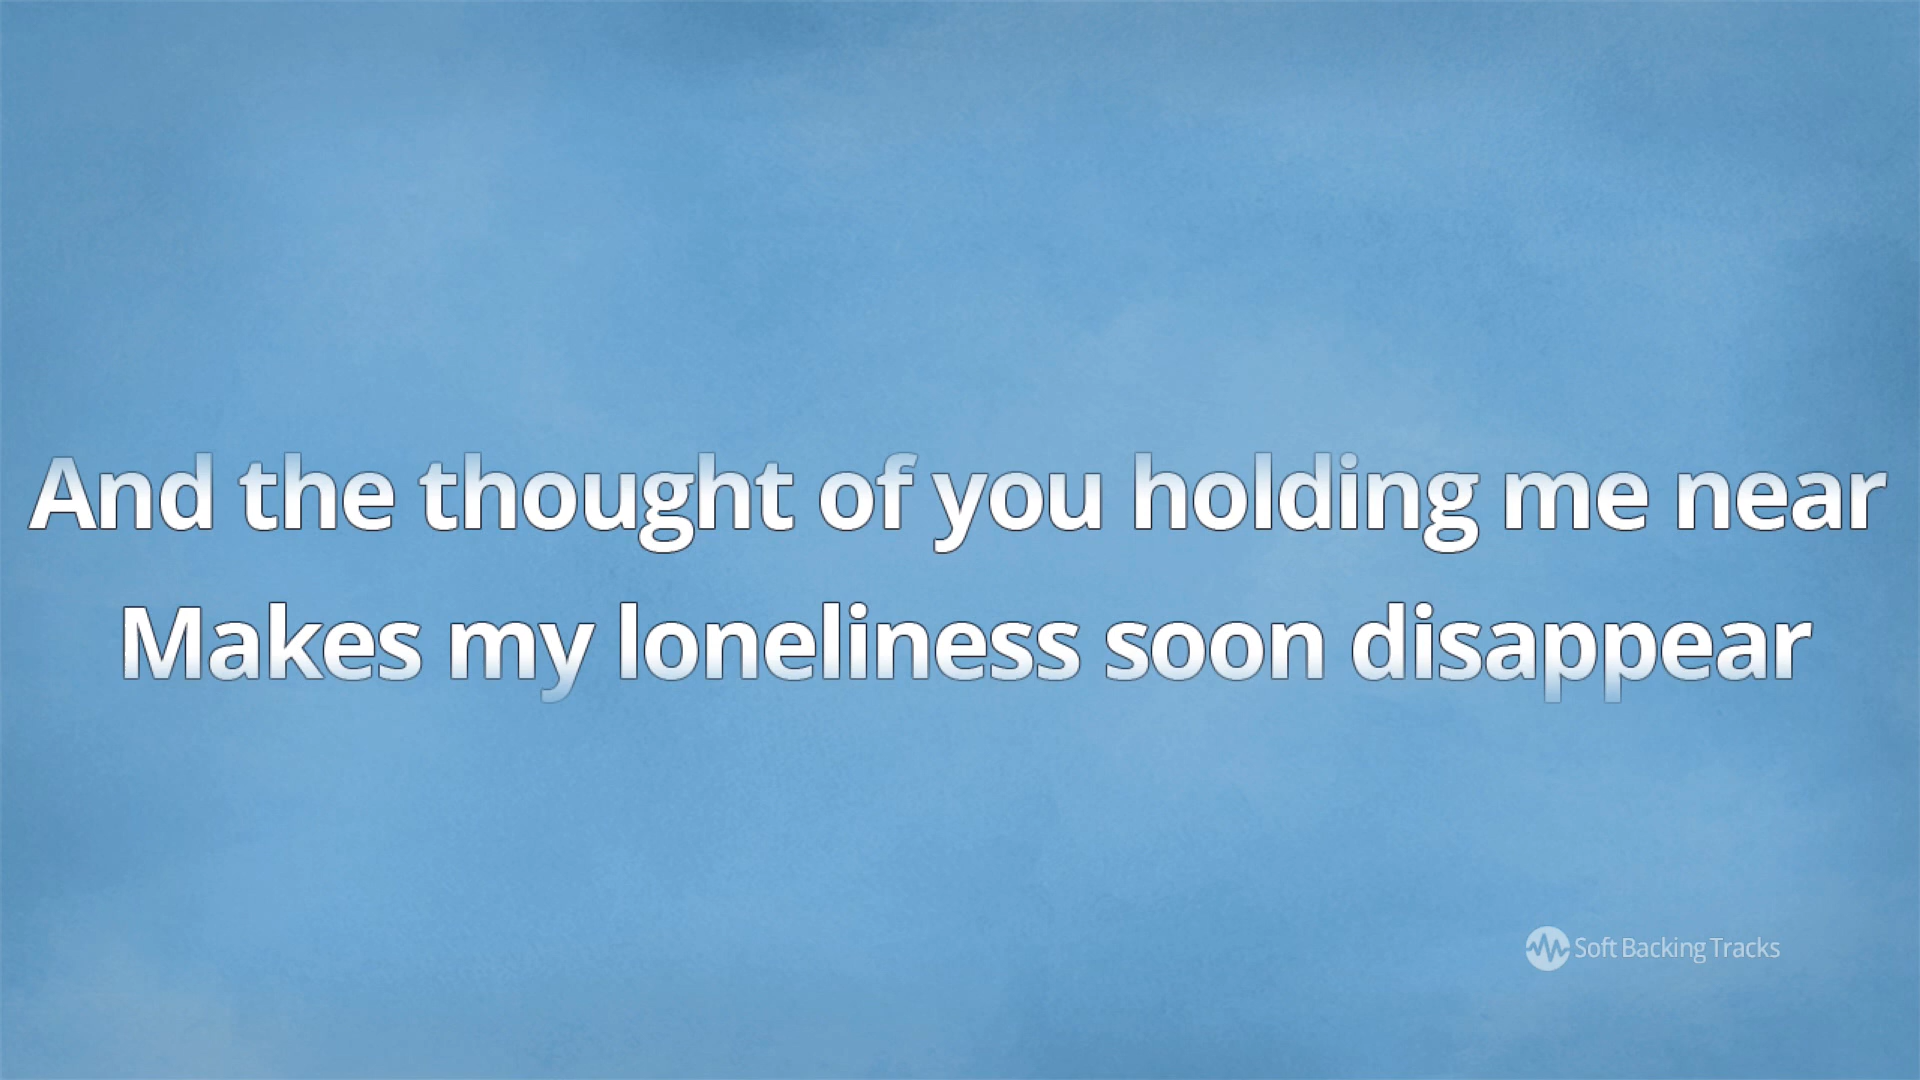 And the thought of you holding me near
Makes my loneliness soon disappear
Soft Backing Tracks